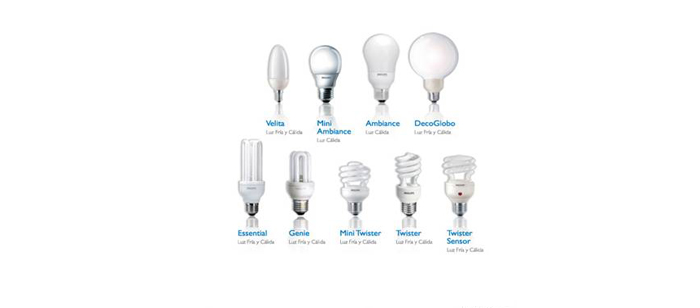 Velita
Luz Fría y Cálida
Mini
Ambiance
Luz Cálida
Ambiance
Luz Cálida
DecoGlobo
Luz Fría y Cálida
Essential
Luz Fría y Cálida
Genie
Luz Fría y Cálida
Mini Twister
Luz Fría y Cálida
Twister
Luz Fría y Cálida
Twister
Sensor
Luz Fría y Cálida